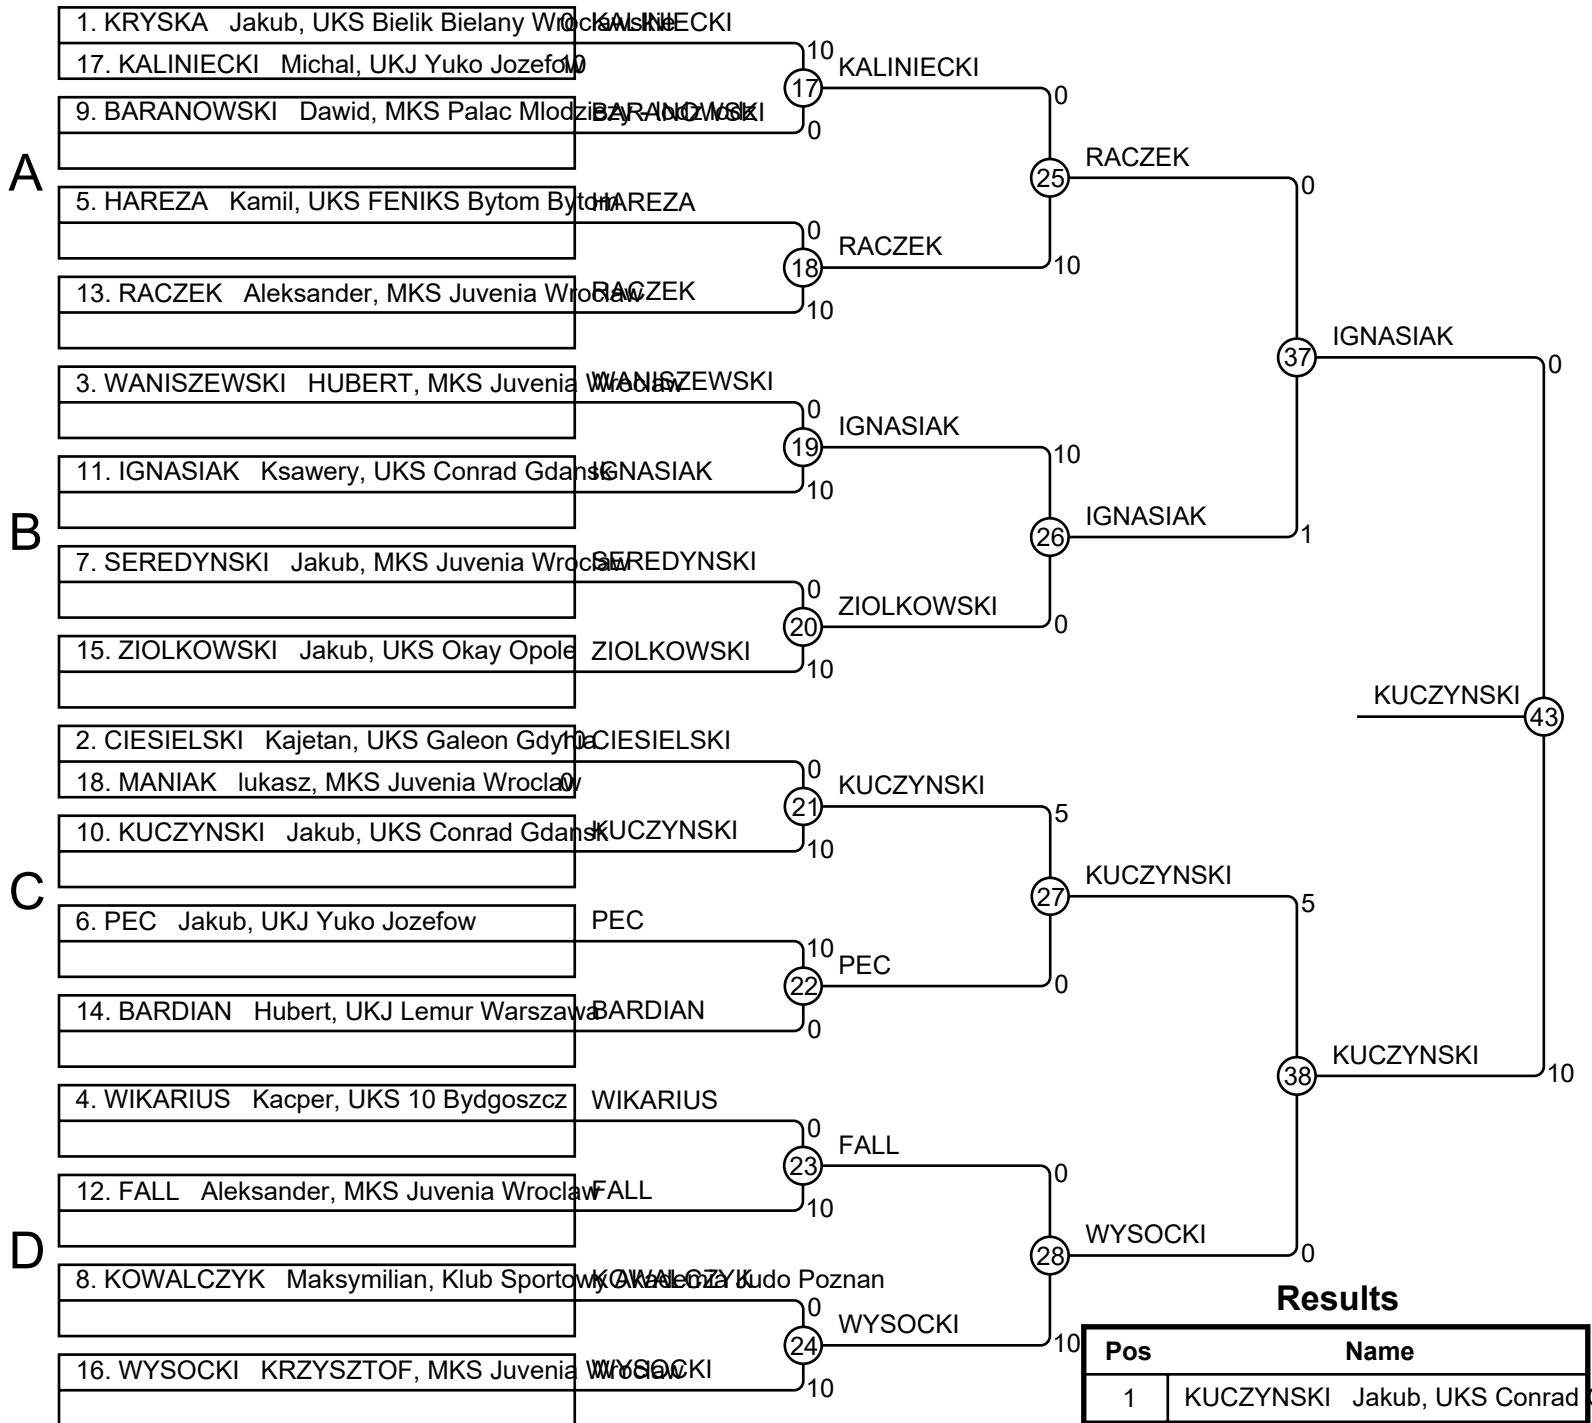 1. KRYSKA Jakub, UKS Bielik Bielany Wroclawskie 0 KALINIECKI
17. KALINIECKI Michal, UKJ Yuko Jozefow 10
10
17
KALINIECKI
0
9. BARANOWSKI Dawid, MKS Palac Mlodziezy - lodz lodz BARANOWSKI
0
A
25
RACZEK
0
5. HAREZA Kamil, UKS FENIKS Bytom Bytom HAREZA
0
18
RACZEK
10
13. RACZEK Aleksander, MKS Juvenia Wroclaw RACZEK
10
37
IGNASIAK
0
3. WANISZEWSKI HUBERT, MKS Juvenia Wroclaw WANISZEWSKI
0
19
IGNASIAK
10
11. IGNASIAK Ksawery, UKS Conrad Gdansk IGNASIAK
10
B
26
IGNASIAK
1
7. SEREDYNSKI Jakub, MKS Juvenia Wroclaw SEREDYNSKI
0
20
ZIOLKOWSKI
0
15. ZIOLKOWSKI Jakub, UKS Okay Opole ZIOLKOWSKI
10
KUCZYNSKI
43
2. CIESIELSKI Kajetan, UKS Galeon Gdynia 10 CIESIELSKI
18. MANIAK lukasz, MKS Juvenia Wroclaw 0
0
21
KUCZYNSKI
5
10. KUCZYNSKI Jakub, UKS Conrad Gdansk KUCZYNSKI
10
C
27
KUCZYNSKI
5
6. PEC Jakub, UKJ Yuko Jozefow PEC
10
22
PEC
0
14. BARDIAN Hubert, UKJ Lemur Warszawa BARDIAN
0
38
KUCZYNSKI
10
4. WIKARIUS Kacper, UKS 10 Bydgoszcz WIKARIUS
0
23
FALL
0
12. FALL Aleksander, MKS Juvenia Wroclaw FALL
10
D
28
WYSOCKI
0
8. KOWALCZYK Maksymilian, Klub Sportowy Akademia Judo Poznan KOWALCZYK
0
24
WYSOCKI
10
16. WYSOCKI KRZYSZTOF, MKS Juvenia Wroclaw WYSOCKI
10
Results
Pos Name
1 KUCZYNSKI Jakub, UKS Conrad